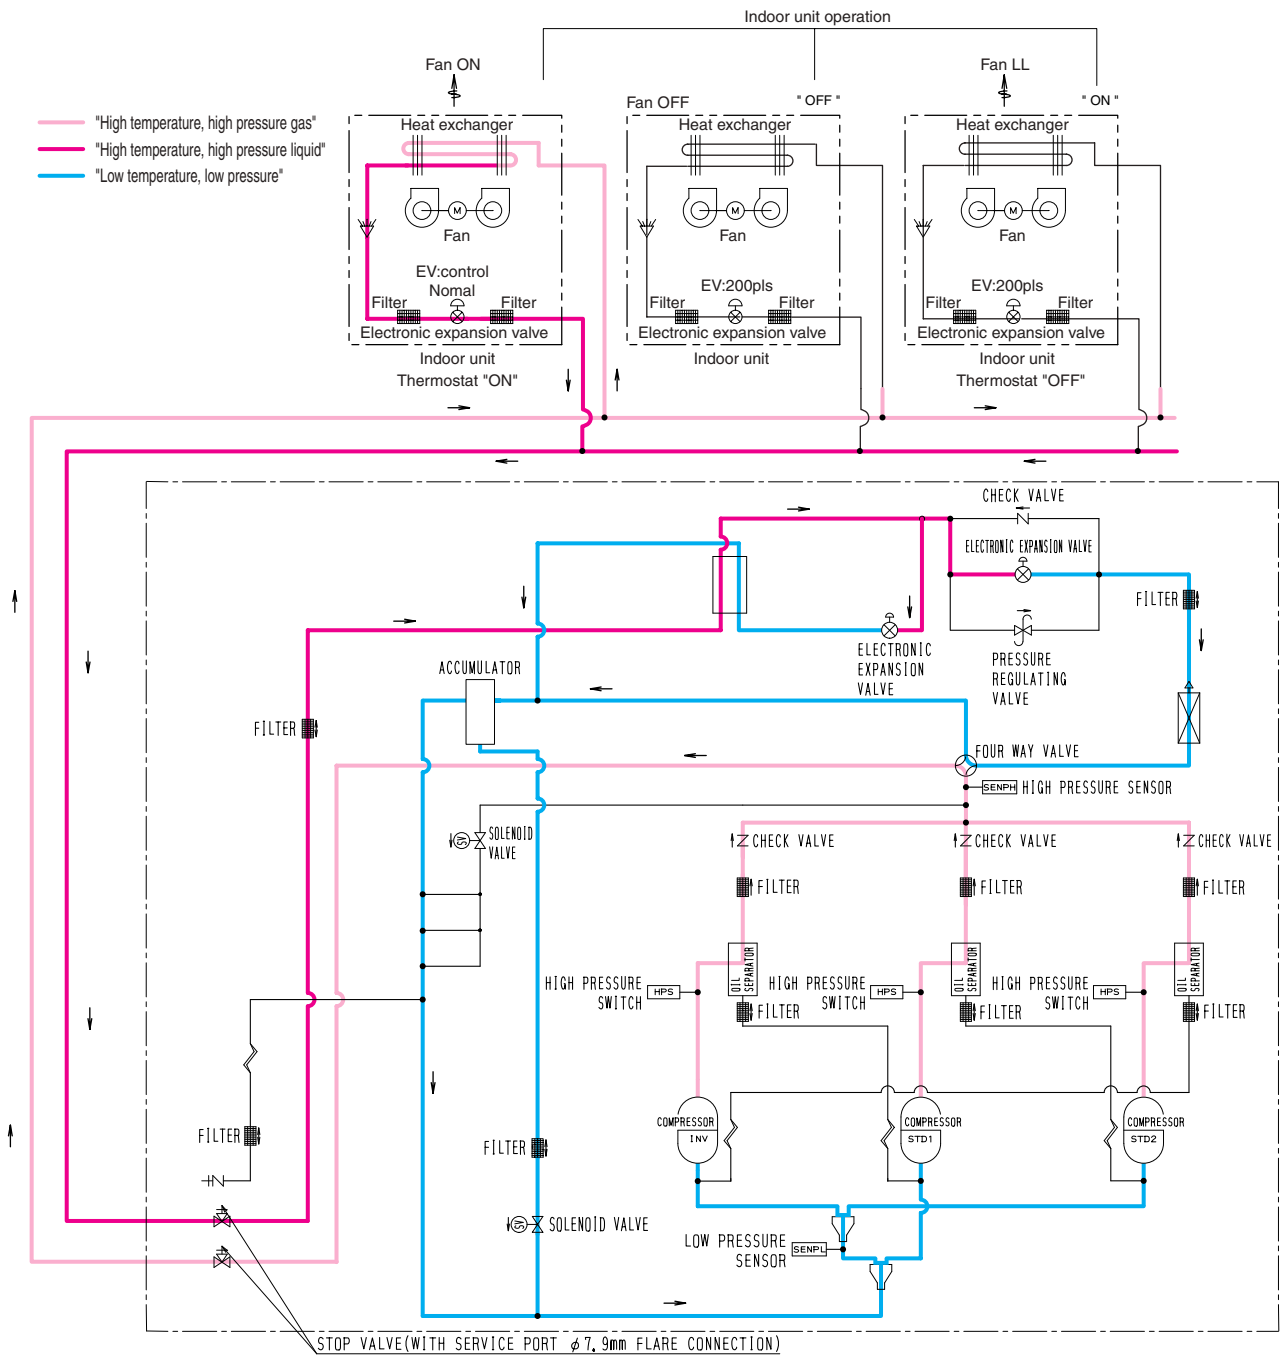 Indoor unit operation
Fan ON
Fan LL
Fan OFF
" OFF "
" ON "
"High temperature, high pressure gas"
"High temperature, high pressure liquid"
"Low temperature, low pressure"
Heat exchanger
Heat exchanger
Heat exchanger
M
M
M
Fan
Fan
Fan
EV:control
Nomal
EV:200pls
EV:200pls
Filter
Filter
Filter
Filter
Filter
Filter
Electronic expansion valve
Electronic expansion valve
Electronic expansion valve
Indoor unit
Indoor unit
Indoor unit
Thermostat "ON"
Thermostat "OFF"
CHECK VALVE
ELECTRONIC EXPANSION VALVE
FILTER
ELECTRONIC
EXPANSION
VALVE
PRESSURE
REGULATING
VALVE
ACCUMULATOR
FILTER
FOUR WAY VALVE
SENPH
HIGH PRESSURE SENSOR
SV
SOLENOID
VALVE
CHECK VALVE
CHECK VALVE
CHECK VALVE
FILTER
FILTER
FILTER
OIL
SEPARATOR
OIL
SEPARATOR
OIL
SEPARATOR
HIGH PRESSURE
SWITCH
HPS
HIGH PRESSURE
SWITCH
HPS
HIGH PRESSURE
SWITCH
HPS
FILTER
FILTER
FILTER
COMPRESSOR
INV
COMPRESSOR
STD1
COMPRESSOR
STD2
FILTER
FILTER
SV
SOLENOID VALVE
LOW PRESSURE
SENSOR
SENPL
STOP VALVE(WITH SERVICE PORT φ7.9mm FLARE CONNECTION)